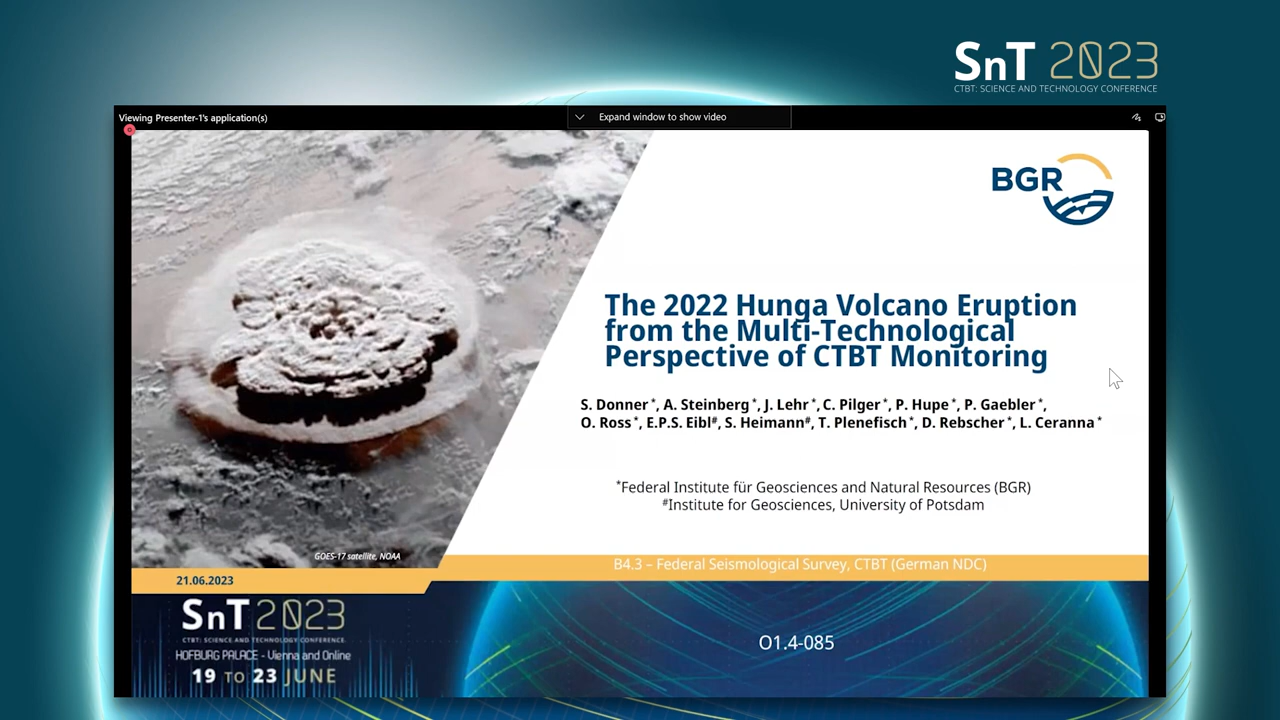 SnT 2023
CTBT: SCIENCE AND TECHNOLOGY CONFERENCE
Viewing Presenter-1's application(s)
Expand window to show video
BGR
The 2022 Hunga Volcano Eruption
from the Multi-Technological
Perspective of CTBT Monitoring
S. Donner*, A. Steinberg*, J. Lehr*, C. Pilger*, P. Hupe*, P. Gaebler*,
O. Ross*, E.P.S. Eibl#, S. Heimann#, T. Plenefisch*, D. Rebscher*, L. Ceranna*
*Federal Institute für Geosciences and Natural Resources (BGR)
#Institute for Geosciences, University of Potsdam
GOES-17 satellite, NOAA
B4.3 – Federal Seismological Survey, CTBT (German NDC)
21.06.2023
SnT 2023
CTBT: SCIENCE AND TECHNOLOGY CONFERENCE
HOFBURG PALACE - Vienna and Online
19 TO 23 JUNE
O1.4-085